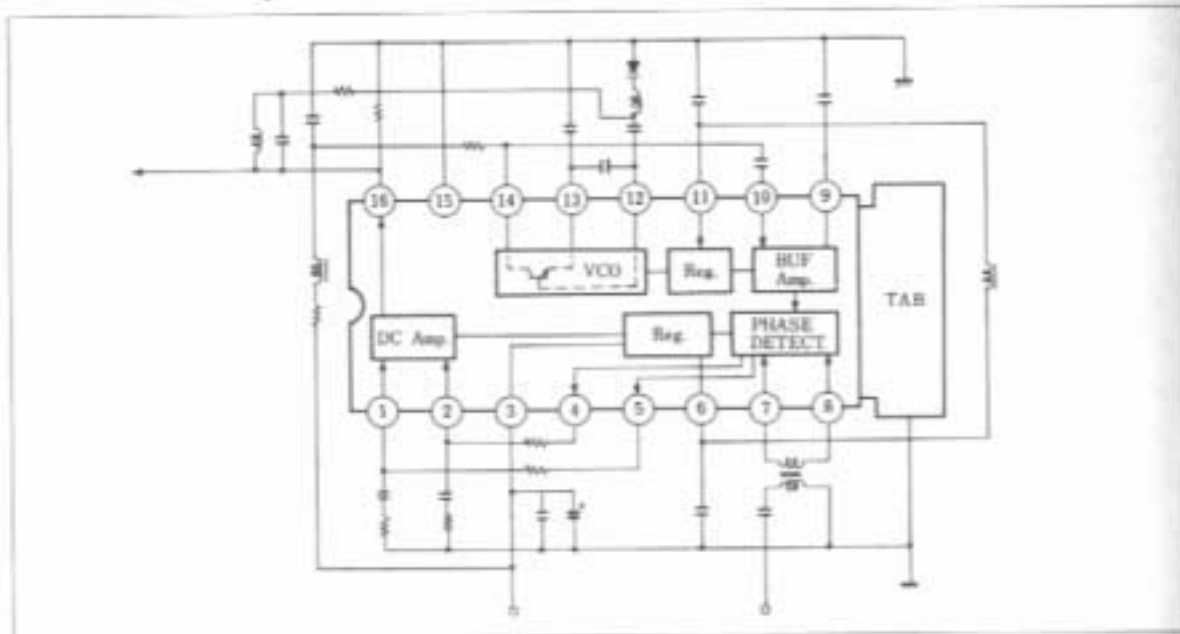 16 15 14 13 12 11 10 9
VCO Reg. BUF Amp.
TAB
DC Amp. Reg. PHASE DETECT.
1 2 3 4 5 6 7 8
+